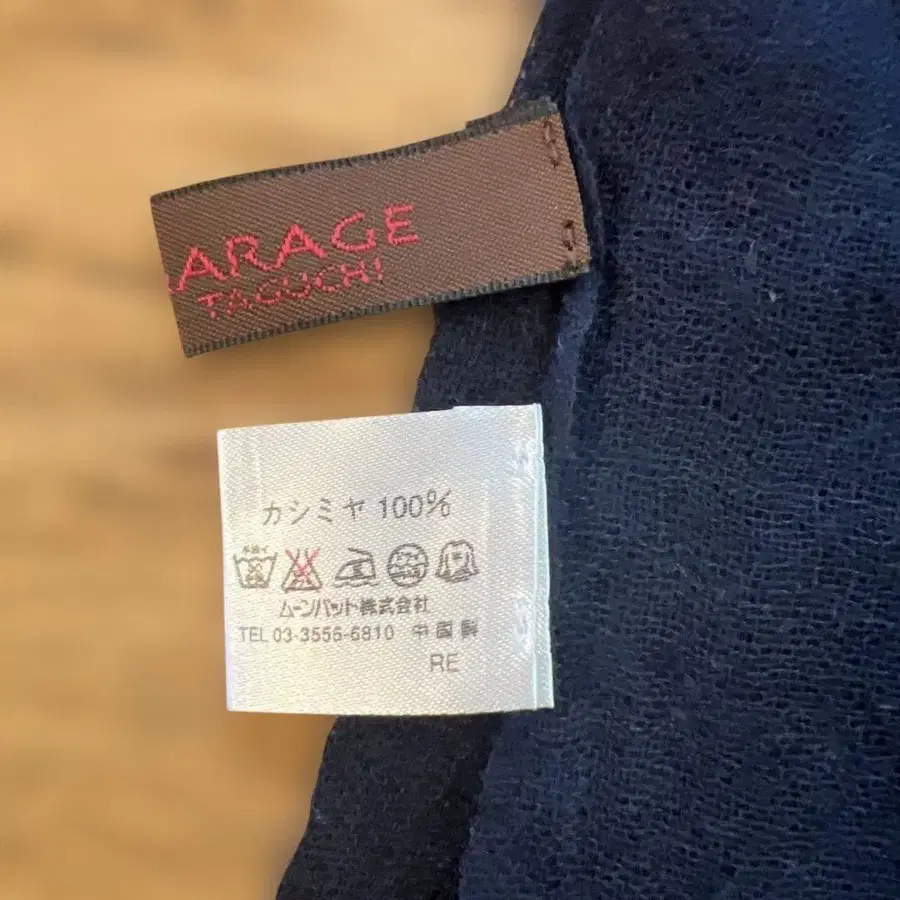 ARAGE
TAGUCHI
カシミヤ 100%
ムーンバット株式会社
TEL 03-3556-6810 中国製
RE